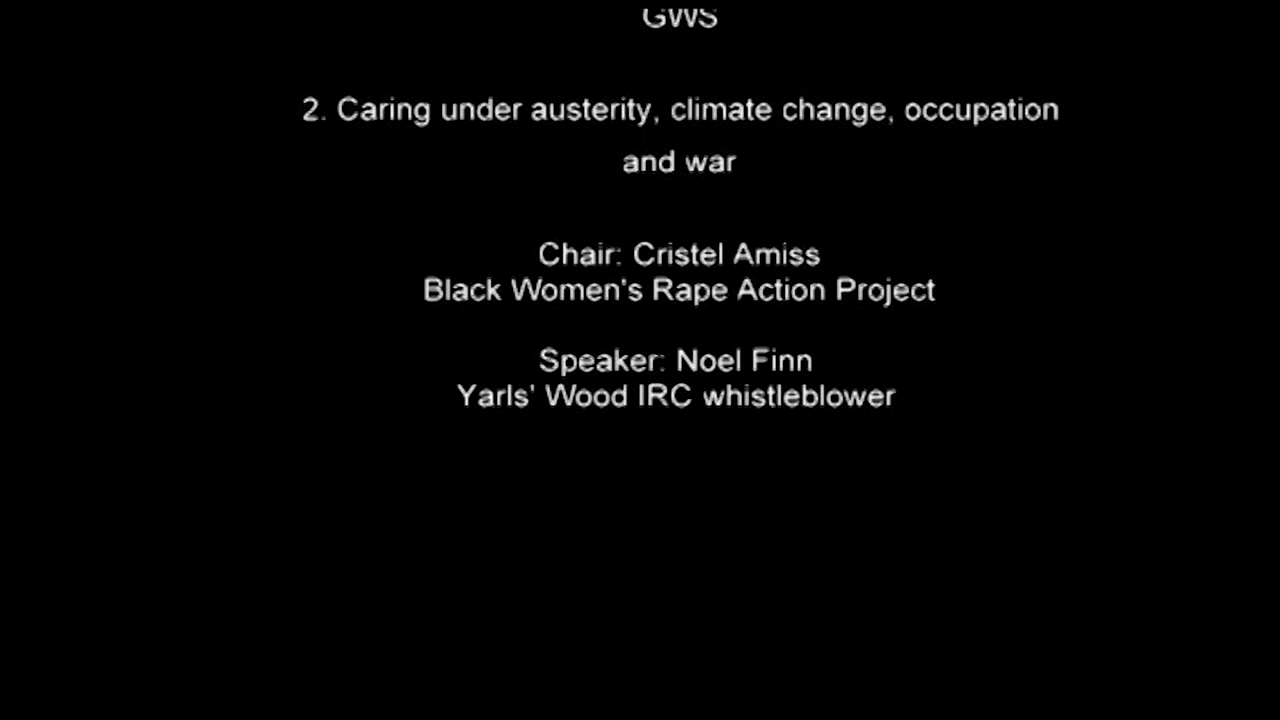 GWS
2. Caring under austerity, climate change, occupation
and war
Chair: Cristel Amiss
Black Women's Rape Action Project
Speaker: Noel Finn
Yarls' Wood IRC whistleblower